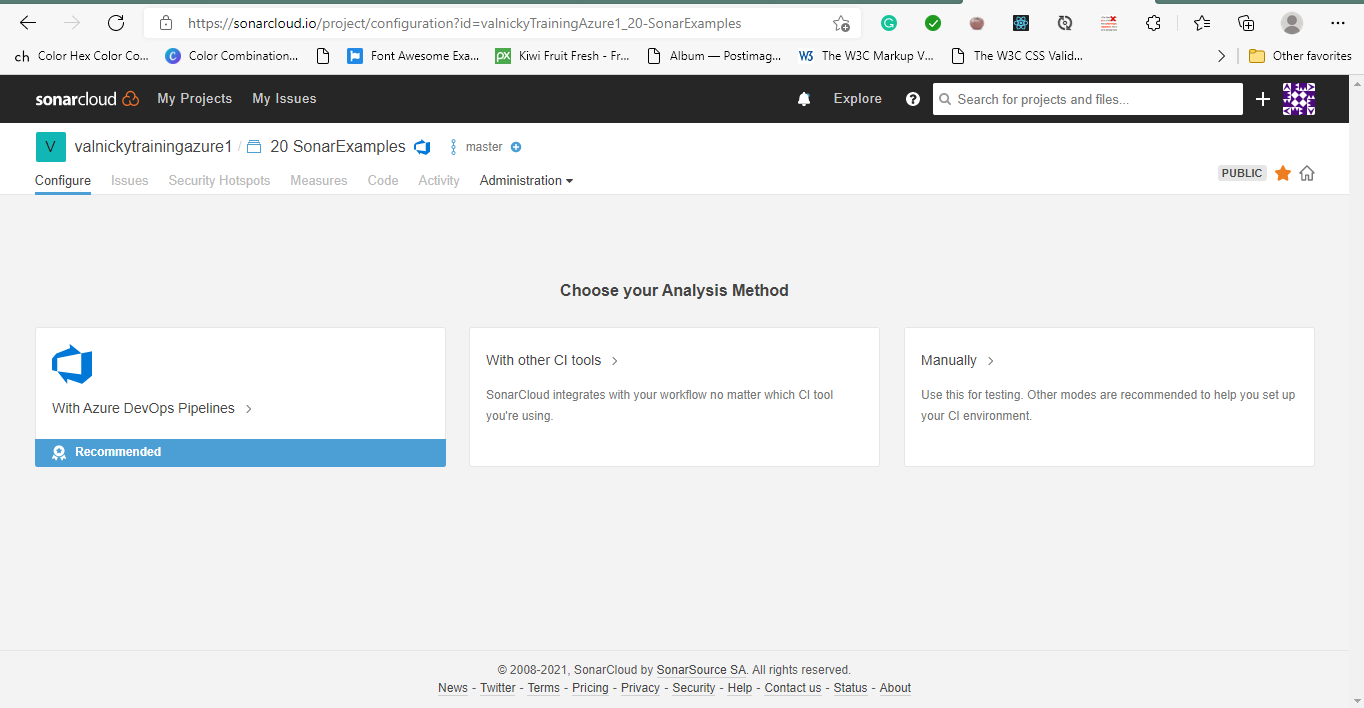 https://sonarcloud.io/project/configuration?id=valnickyTrainingAzure1_20-SonarExamples
ch Color Hex Color Co... C Color Combination... Font Awesome Exa... px Kiwi Fruit Fresh - Fr... Album — Postimag... W3 The W3C Markup V... The W3C CSS Valid... Other favorites
sonarcloud My Projects My Issues Explore ? Search for projects and files... +
V valnickytrainingazure1 / 20 SonarExamples master
Configure Issues Security Hotspots Measures Code Activity Administration PUBLIC
Choose your Analysis Method
With Azure DevOps Pipelines
Recommended
With other CI tools
SonarCloud integrates with your workflow no matter which CI tool
you're using.
Manually
Use this for testing. Other modes are recommended to help you set up
your CI environment.
© 2008-2021, SonarCloud by SonarSource SA. All rights reserved.
News - Twitter - Terms - Pricing - Privacy - Security - Help - Contact us - Status - About